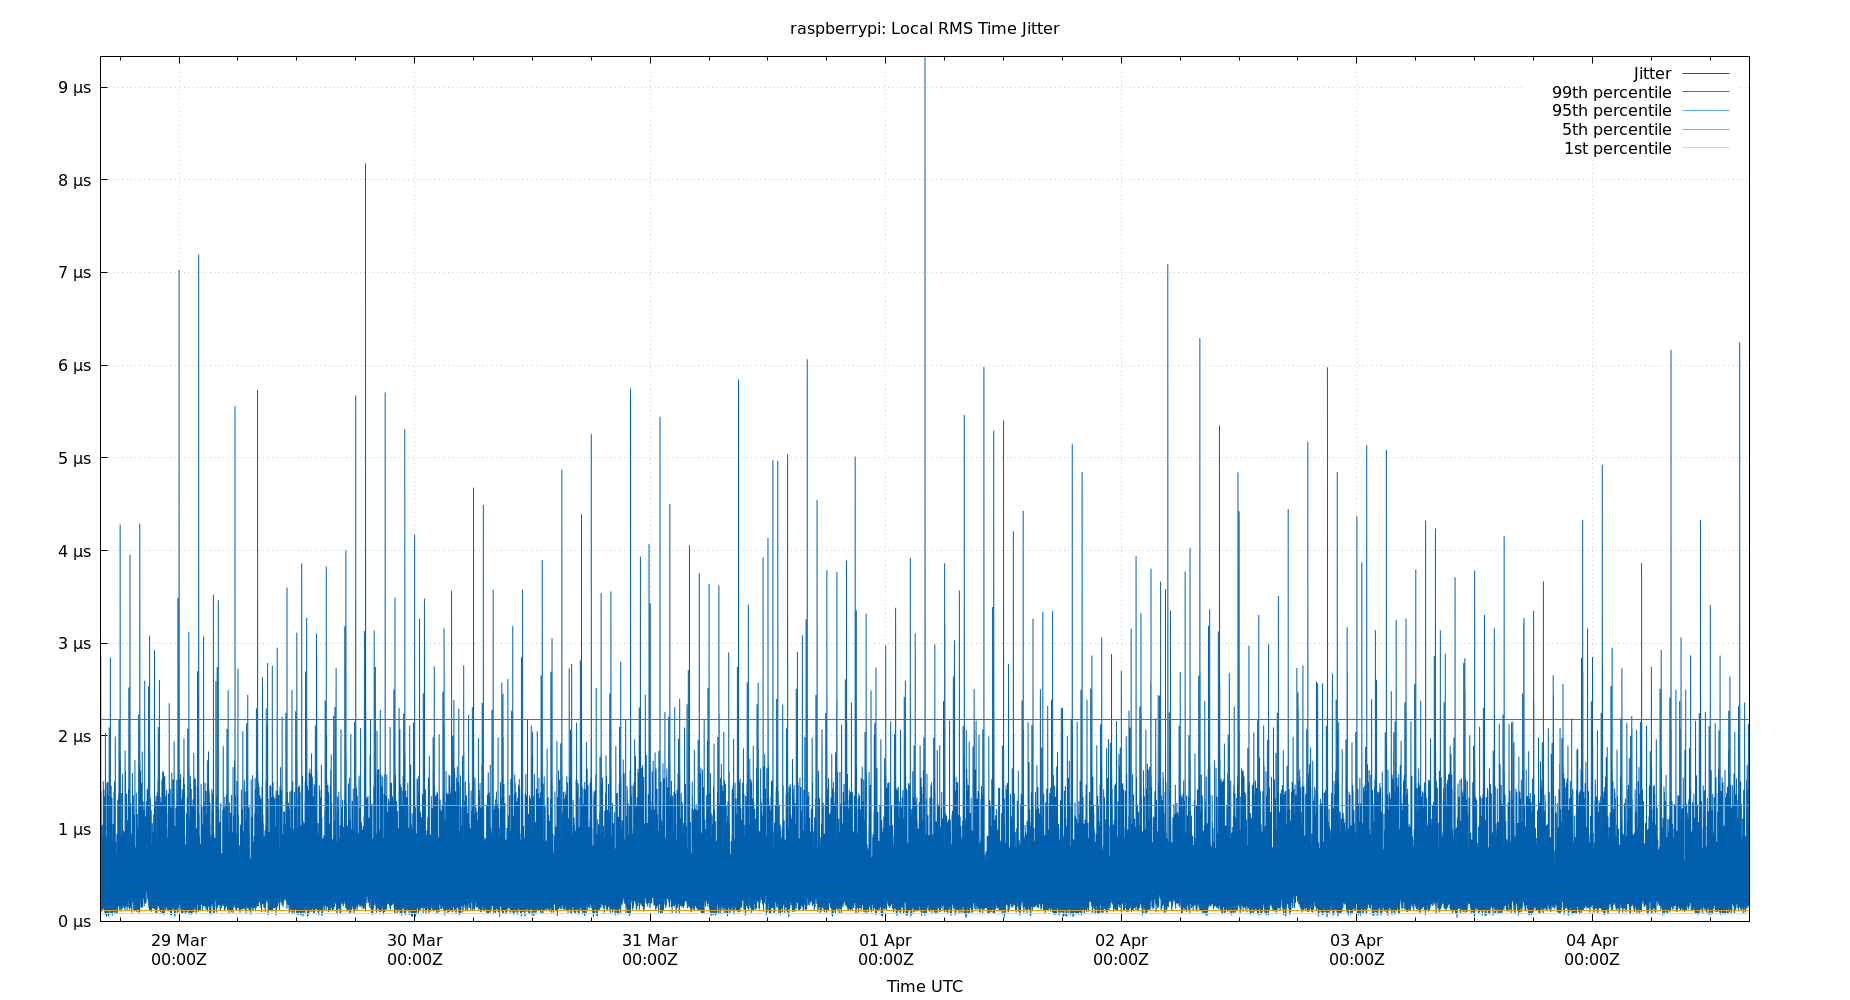 raspberrypi: Local RMS Time Jitter
9 µs
8 µs
7 µs
6 µs
5 µs
4 µs
3 µs
2 µs
1 µs
0 µs
Jitter
99th percentile
95th percentile
5th percentile
1st percentile
29 Mar 30 Mar 31 Mar 01 Apr 02 Apr 03 Apr 04 Apr
00:00Z 00:00Z 00:00Z 00:00Z 00:00Z 00:00Z 00:00Z
Time UTC